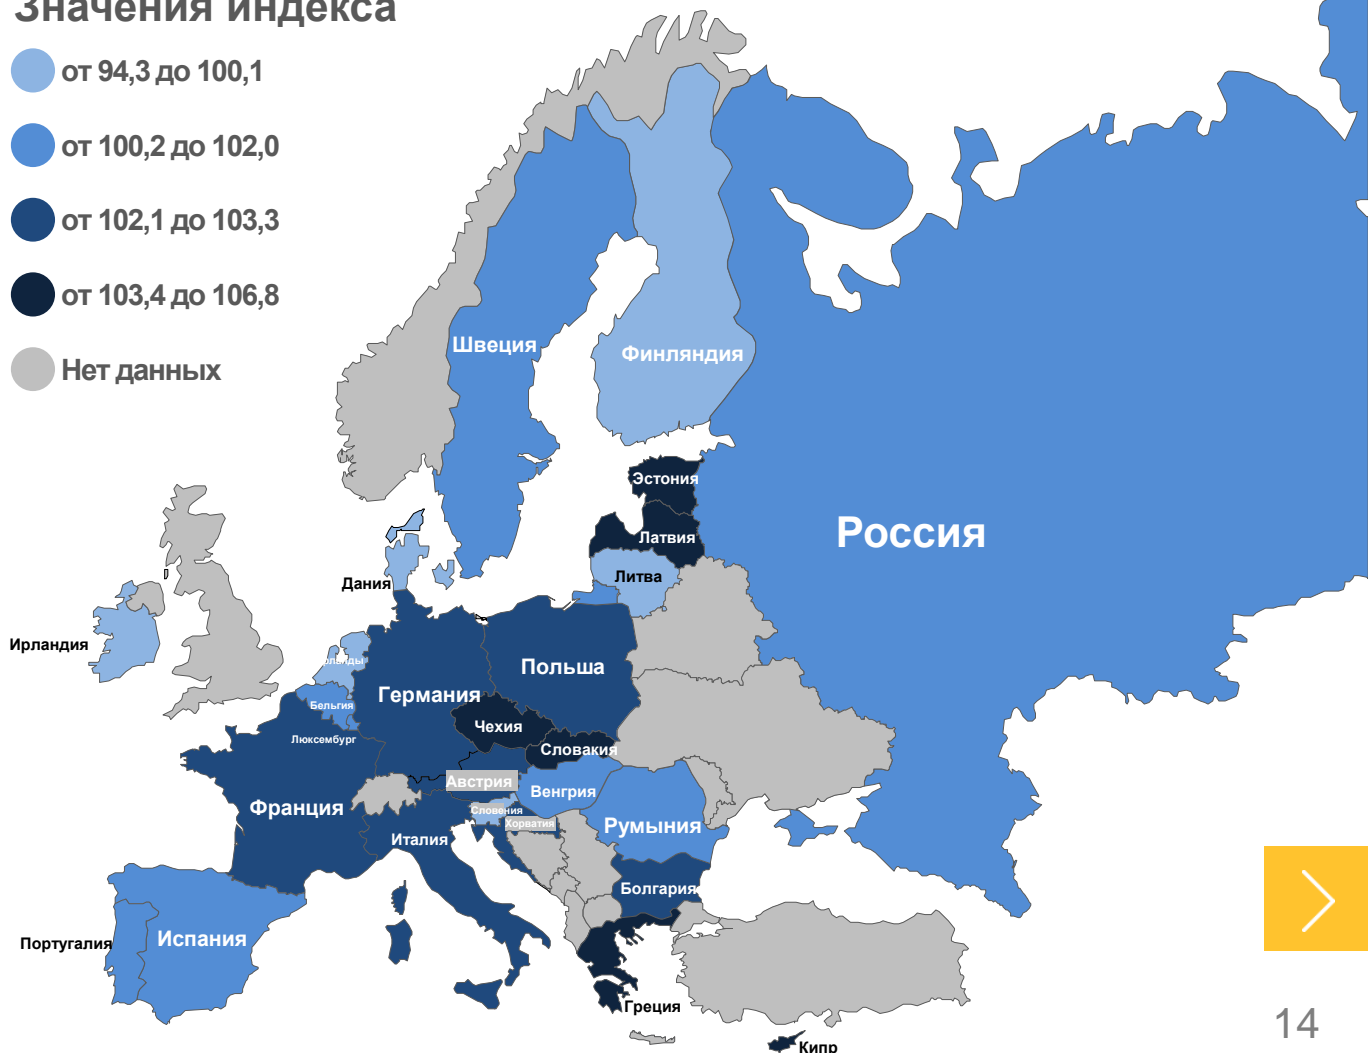 Значения индекса
от 94,3 до 100,1
от 100,2 до 102,0
от 102,1 до 103,3
от 103,4 до 106,8
Нет данных
Швеция
Финляндия
Эстония
Россия
Латвия
Литва
Дания
Ирландия
Польша
Германия
Бельгия
Чехия
Люксембург
Словакия
Австрия
Венгрия
Франция
Словения
Хорватия
Румыния
Италия
Болгария
Португалия
Испания
Греция
Кипр
14